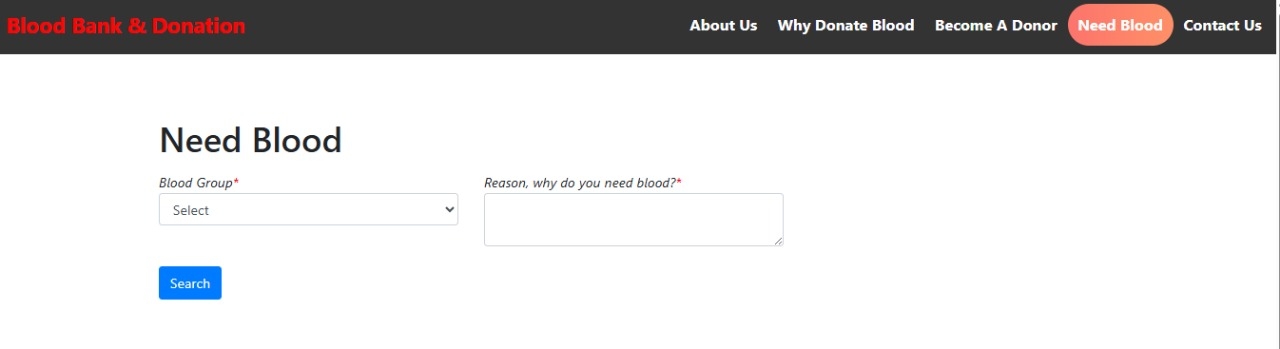 Blood Bank & Donation
About Us Why Donate Blood Become A Donor Need Blood Contact Us
Need Blood
Blood Group* Reason, why do you need blood?*
Select
Search